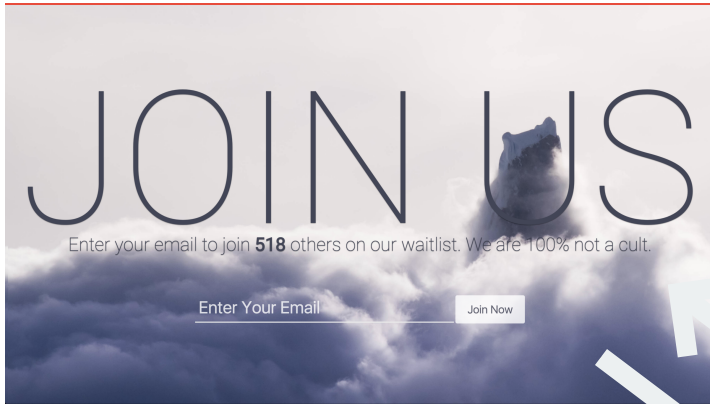 JOIN US
Enter your email to join 518 others on our waitlist. We are 100% not a cult.
Enter Your Email
Join Now